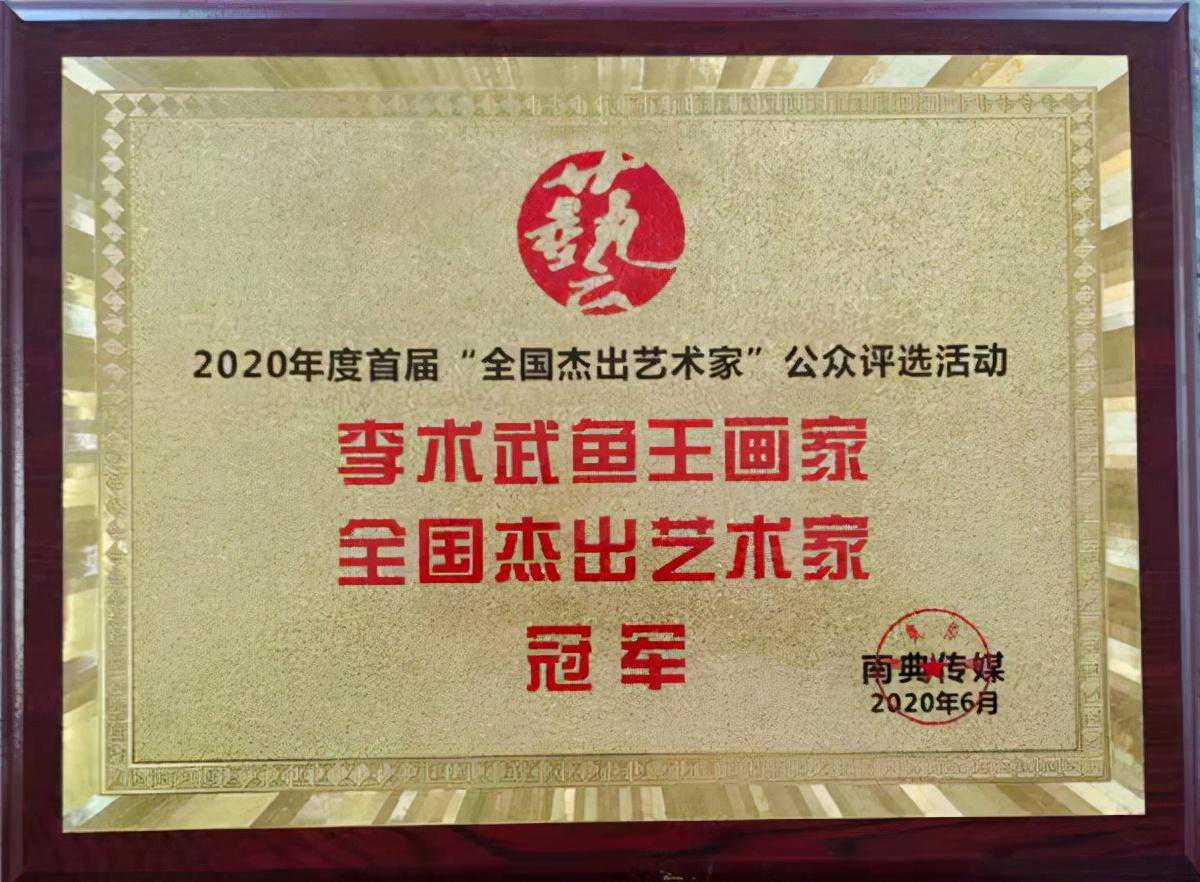 藝
2020年度首届“全国杰出艺术家”公众评选活动
李术武鱼王画家
全国杰出艺术家
冠军
南典传媒
2020年6月